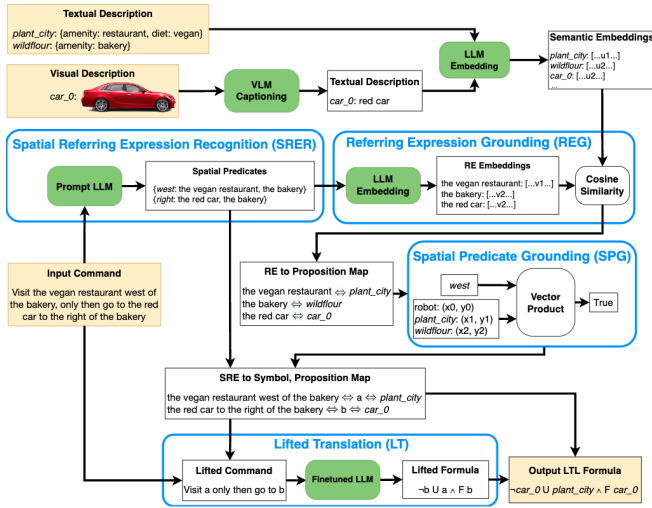 Textual Description
plant_city: {amenity: restaurant, diet: vegan}
wildflour: {amenity: bakery}
Visual Description
car_0:
VLM
Captioning
Textual Description
car_0: red car
LLM
Embedding
Semantic Embeddings
plant_city: [...u1...]
wildflour: [...u2...]
car_0: [...u2...]
...
Spatial Referring Expression Recognition (SRER)
Prompt LLM
Spatial Predicates
{west: the vegan restaurant, the bakery}
{right: the red car, the bakery}
Referring Expression Grounding (REG)
LLM
Embedding
RE Embeddings
the vegan restaurant: [...v1...]
the bakery: [...v2...]
the red car: [...v2...]
Cosine
Similarity
Input Command
Visit the vegan restaurant west of
the bakery, only then go to the red
car to the right of the bakery
RE to Proposition Map
the vegan restaurant ⇔ plant_city
the bakery ⇔ wildflour
the red car ⇔ car_0
Spatial Predicate Grounding (SPG)
west
robot: (x0, y0)
plant_city: (x1, y1)
wildflour: (x2, y2)
Vector
Product
True
SRE to Symbol, Proposition Map
the vegan restaurant west of the bakery ⇔ a ⇔ plant_city
the red car to the right of the bakery ⇔ b ⇔ car_0
Lifted Translation (LT)
Lifted Command
Visit a only then go to b
Finetuned LLM
Lifted Formula
¬b U a ∧ F b
Output LTL Formula
¬car_0 U plant_city ∧ F car_0